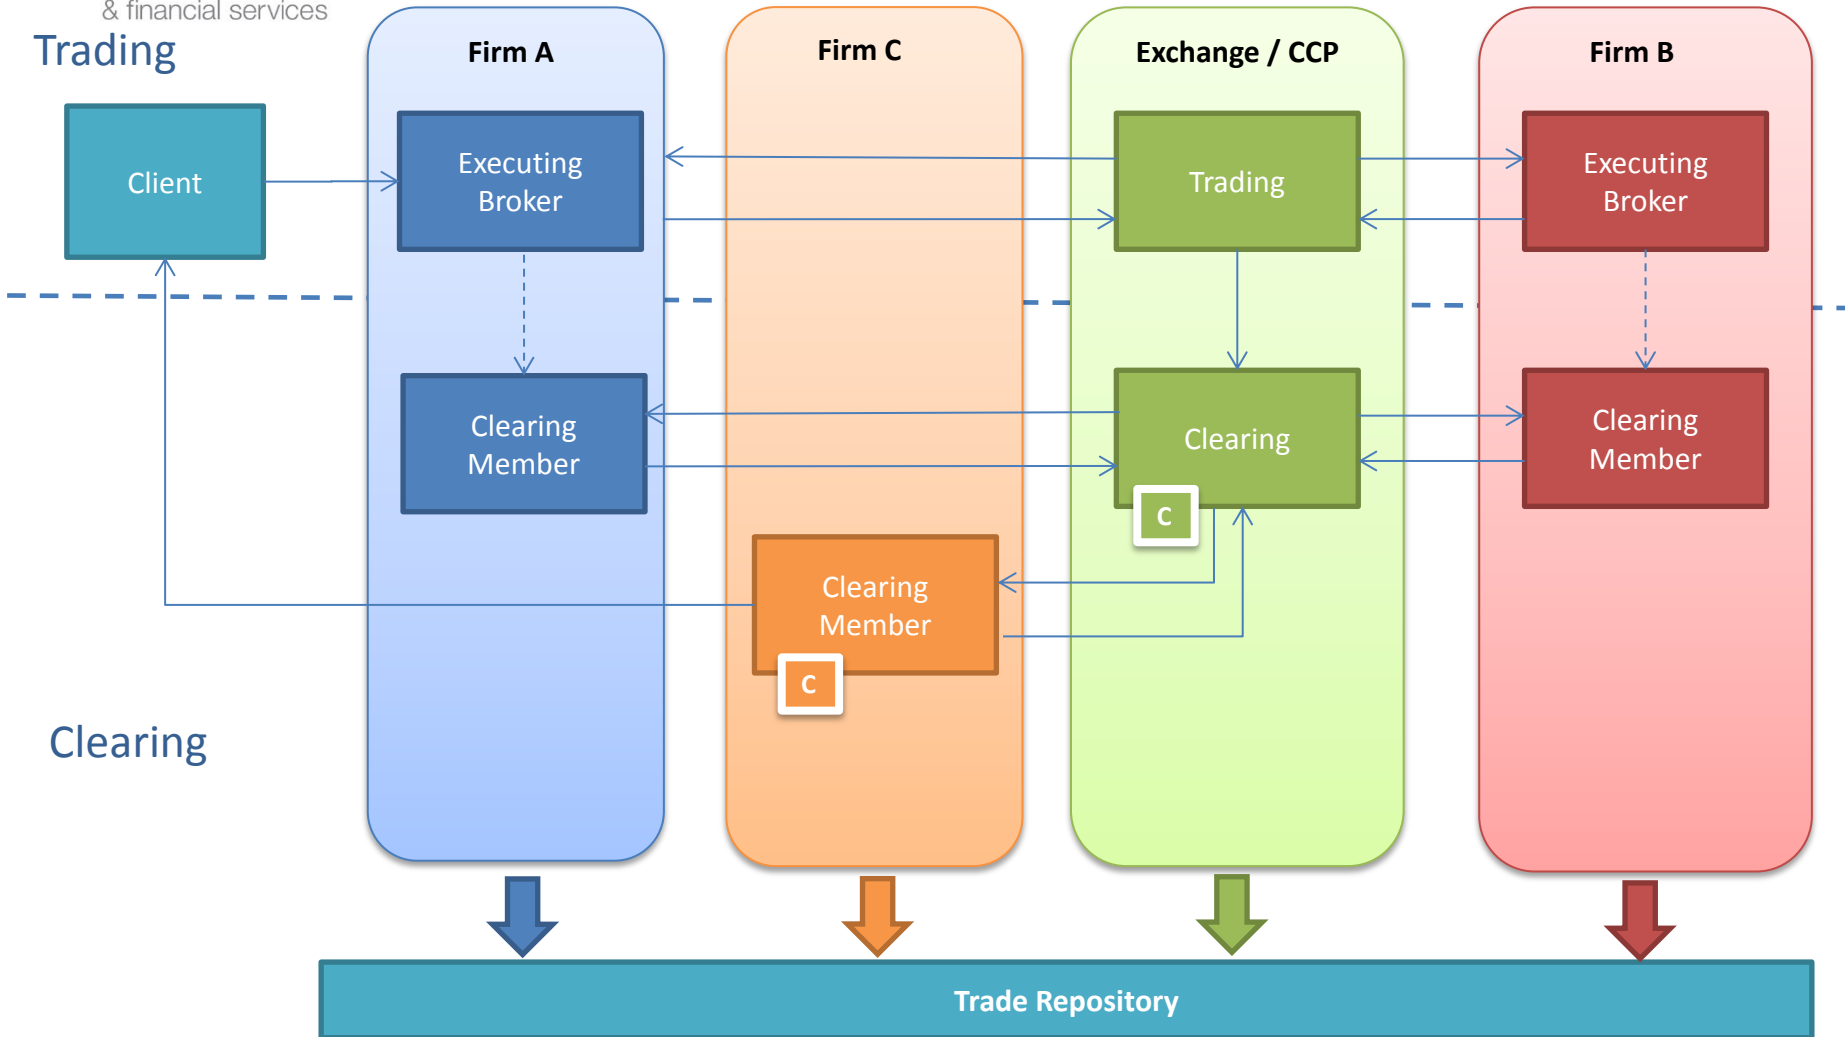 & financial services
Trading
Firm A
Firm C
Exchange / CCP
Firm B
Client
Executing
Broker
Trading
Executing
Broker
Clearing
Member
Clearing
Clearing
Member
C
Clearing
Member
C
Clearing
Trade Repository